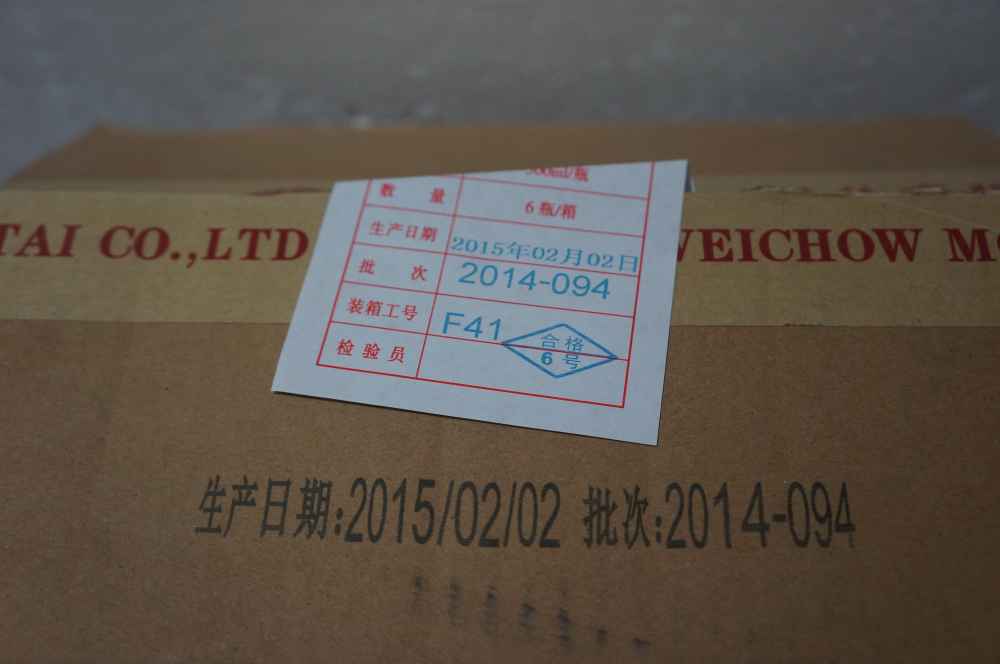 500ml/瓶
数 量 6瓶/箱
生产日期 2015年02月02日
批 次 2014-094
装箱工号 F41
检验员 合格
6号
TAI CO.,LTD WEICHOW M
生产日期:2015/02/02 批次:2014-094